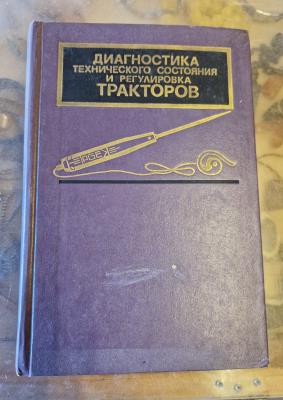 ДИАГНОСТИКА
ТЕХНИЧЕСКОГО СОСТОЯНИЯ
И РЕГУЛИРОВКА
ТРАКТОРОВ